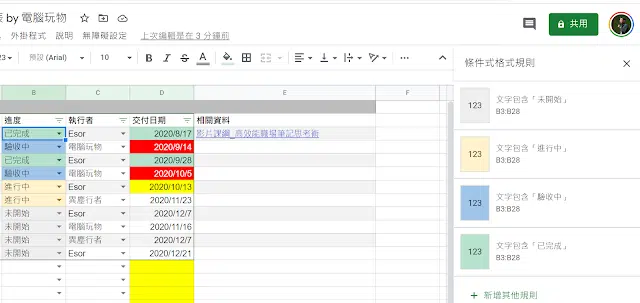 by 電腦玩物
外掛程式 說明 無障礙設定 上次編輯是在 3 分鐘前
共用
預設 (Arial) 10 B I S A
條件式格式規則
B C D E
進度 執行者 交付日期 相關資料
已完成 Esor 2020/8/17 影片課綱_高效能職場筆記思考術
驗收中 電腦玩物 2020/9/14
已完成 Esor 2020/9/28
驗收中 電腦玩物 2020/10/5
進行中 Esor 2020/10/13
進行中 異塵行者 2020/11/23
未開始 Esor 2020/12/7
未開始 電腦玩物 2020/11/16
未開始 異塵行者 2020/12/7
未開始 Esor 2020/12/21
123 文字包含「未開始」
B3:B28
123 文字包含「進行中」
B3:B28
123 文字包含「驗收中」
B3:B28
123 文字包含「已完成」
B3:B28
+ 新增其他規則